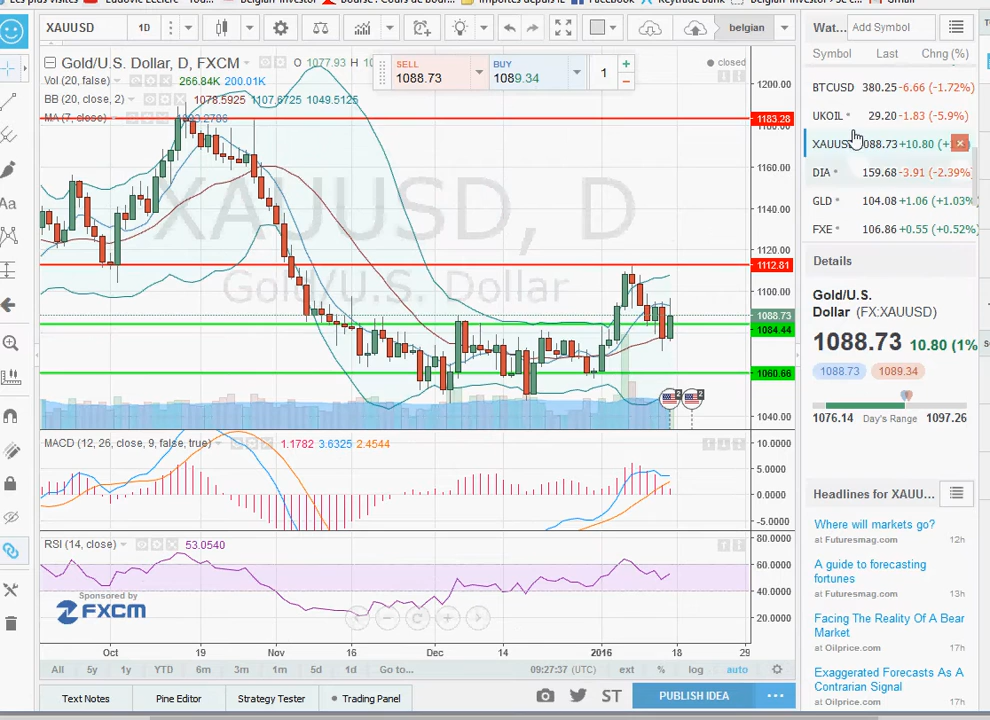 Les plus visités
Ludovic Leclerc
Belgian Investor
Bourse : Cours de bour...
Importés depuis IE
Facebook
Keytrade Bank
Belgian Investor
Gmail
XAUUSD
1D
belgian
Wat...
Add Symbol
Gold/U.S. Dollar, D, FXCM
O 1077.93 H 10
closed
SELL
1088.73
BUY
1089.34
1
Symbol Last Chng (%)
Vol (20, false) 266.84K 200.01K
BB (20, close, 2) 1078.5925 1107.6725 1049.5125
MA (7, close) 1093.2786
BTCUSD 380.25 -6.66 (-1.72%)
UKOIL 29.20 -1.83 (-5.9%)
XAUUS 088.73 +10.80 (+
DIA 159.68 -3.91 (-2.39%)
GLD 104.08 +1.06 (+1.03%
FXE 106.86 +0.55 (+0.52%)
XAUUSD, D
Gold/U.S. Dollar
1200.00
1183.28
1180.00
1160.00
1140.00
1120.00
1112.81
1100.00
1088.73
1084.44
1060.66
1040.00
Details
Gold/U.S.
Dollar (FX:XAUUSD)
1088.73 10.80 (1%
1088.73 1089.34
1076.14 Day's Range 1097.26
MACD (12, 26, close, 9, false, true) 1.1782 3.6325 2.4544
10.0000
5.0000
0.0000
-5.0000
RSI (14, close) 53.0540
80.0000
60.0000
40.0000
20.0000
Sponsored by
FXCM
Oct 19 Nov 16 Dec 14 2016 18 29
All 5y 1y YTD 6m 3m 1m 5d 1d Go to...
09:27:37 (UTC) ext % log auto
Text Notes
Pine Editor
Strategy Tester
Trading Panel
ST
PUBLISH IDEA
Headlines for XAUU...
Where will markets go?
at Futuresmag.com 12h
A guide to forecasting
fortunes
at Futuresmag.com 13h
Facing The Reality Of A Bear
Market
at Oilprice.com 17h
Exaggerated Forecasts As A
Contrarian Signal
at Oilprice.com 17h